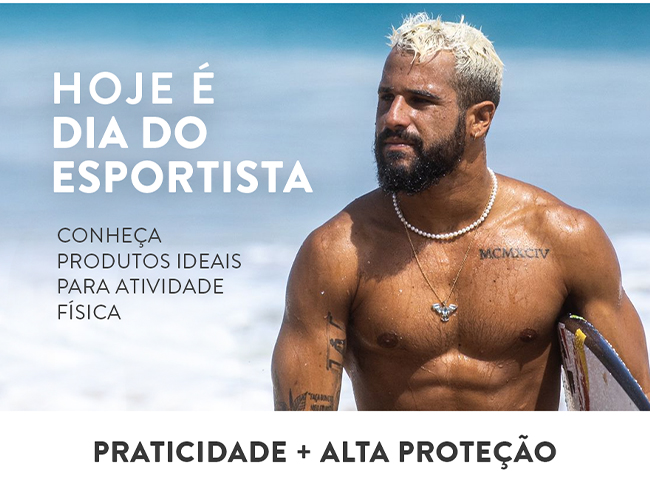 HOJE É
DIA DO
ESPORTISTA
CONHEÇA
PRODUTOS IDEAIS
PARA ATIVIDADE
FÍSICA
MCMXCIV
PRATICIDADE + ALTA PROTEÇÃO